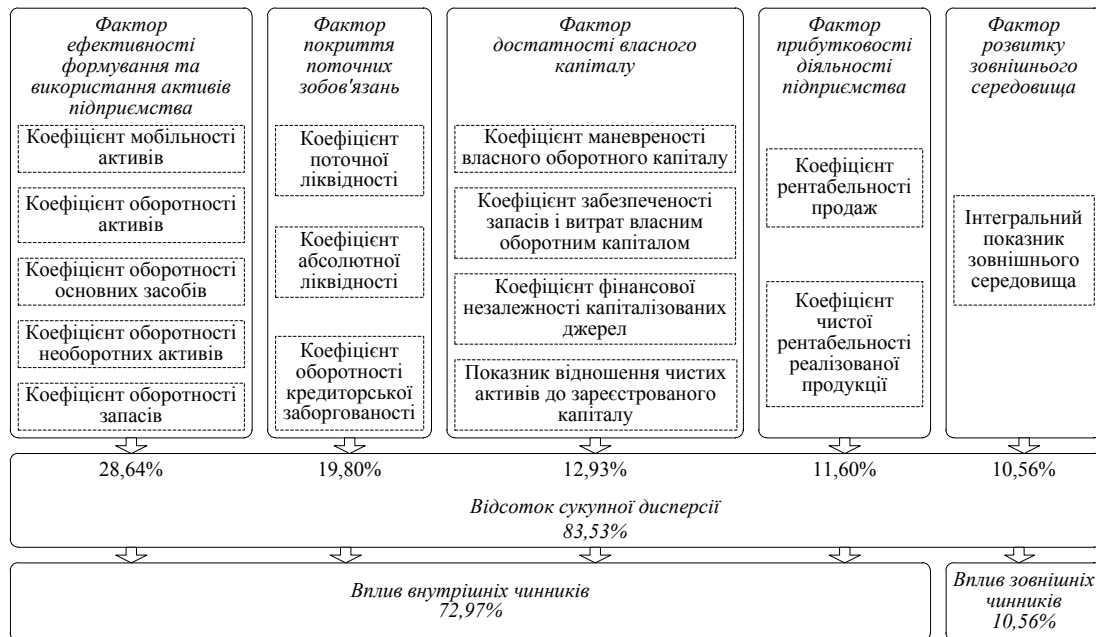 Фактор
ефективності
формування та
використання активів
підприємства
Коефіцієнт мобільності
активів
Коефіцієнт оборотності
активів
Коефіцієнт оборотності
основних засобів
Коефіцієнт оборотності
необоротних активів
Коефіцієнт оборотності
запасів
Фактор
покриття
поточних
зобов'язань
Коефіцієнт
поточної
ліквідності
Коефіцієнт
абсолютної
ліквідності
Коефіцієнт
оборотності
кредиторської
заборгованості
Фактор
достатності власного
капіталу
Коефіцієнт маневреності
власного оборотного капіталу
Коефіцієнт забезпеченості
запасів і витрат власним
оборотним капіталом
Коефіцієнт фінансової
незалежності капіталізованих
джерел
Показник відношення чистих
активів до зареєстрованого
капіталу
Фактор
прибутковості
діяльності
підприємства
Коефіцієнт
рентабельності
продаж
Коефіцієнт
чистої
рентабельності
реалізованої
продукції
Фактор
розвитку
зовнішнього
середовища
Інтегральний
показник
зовнішнього
середовища
28,64% 19,80% 12,93% 11,60% 10,56%
Відсоток сукупної дисперсії
83,53%
Вплив внутрішніх чинників
72,97%
Вплив зовнішніх
чинників
10,56%